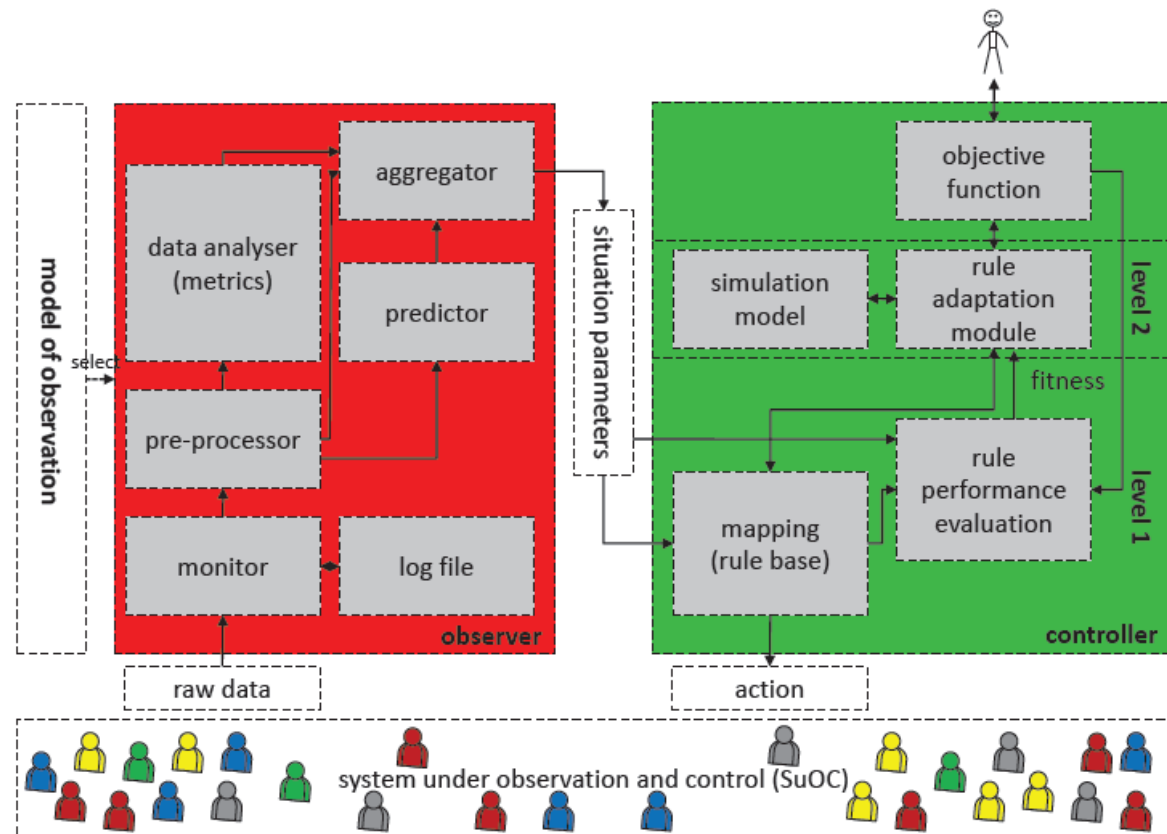 model of observation
select
data analyser
(metrics)
aggregator
predictor
pre-processor
monitor
log file
observer
raw data
situation parameters
objective
function
simulation
model
rule
adaptation
module
level 2
fitness
mapping
(rule base)
rule
performance
evaluation
level 1
controller
action
system under observation and control (SuOC)